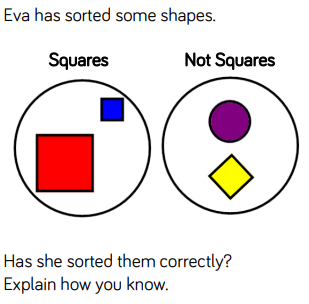 Eva has sorted some shapes.
Squares
Not Squares
Has she sorted them correctly?
Explain how you know.